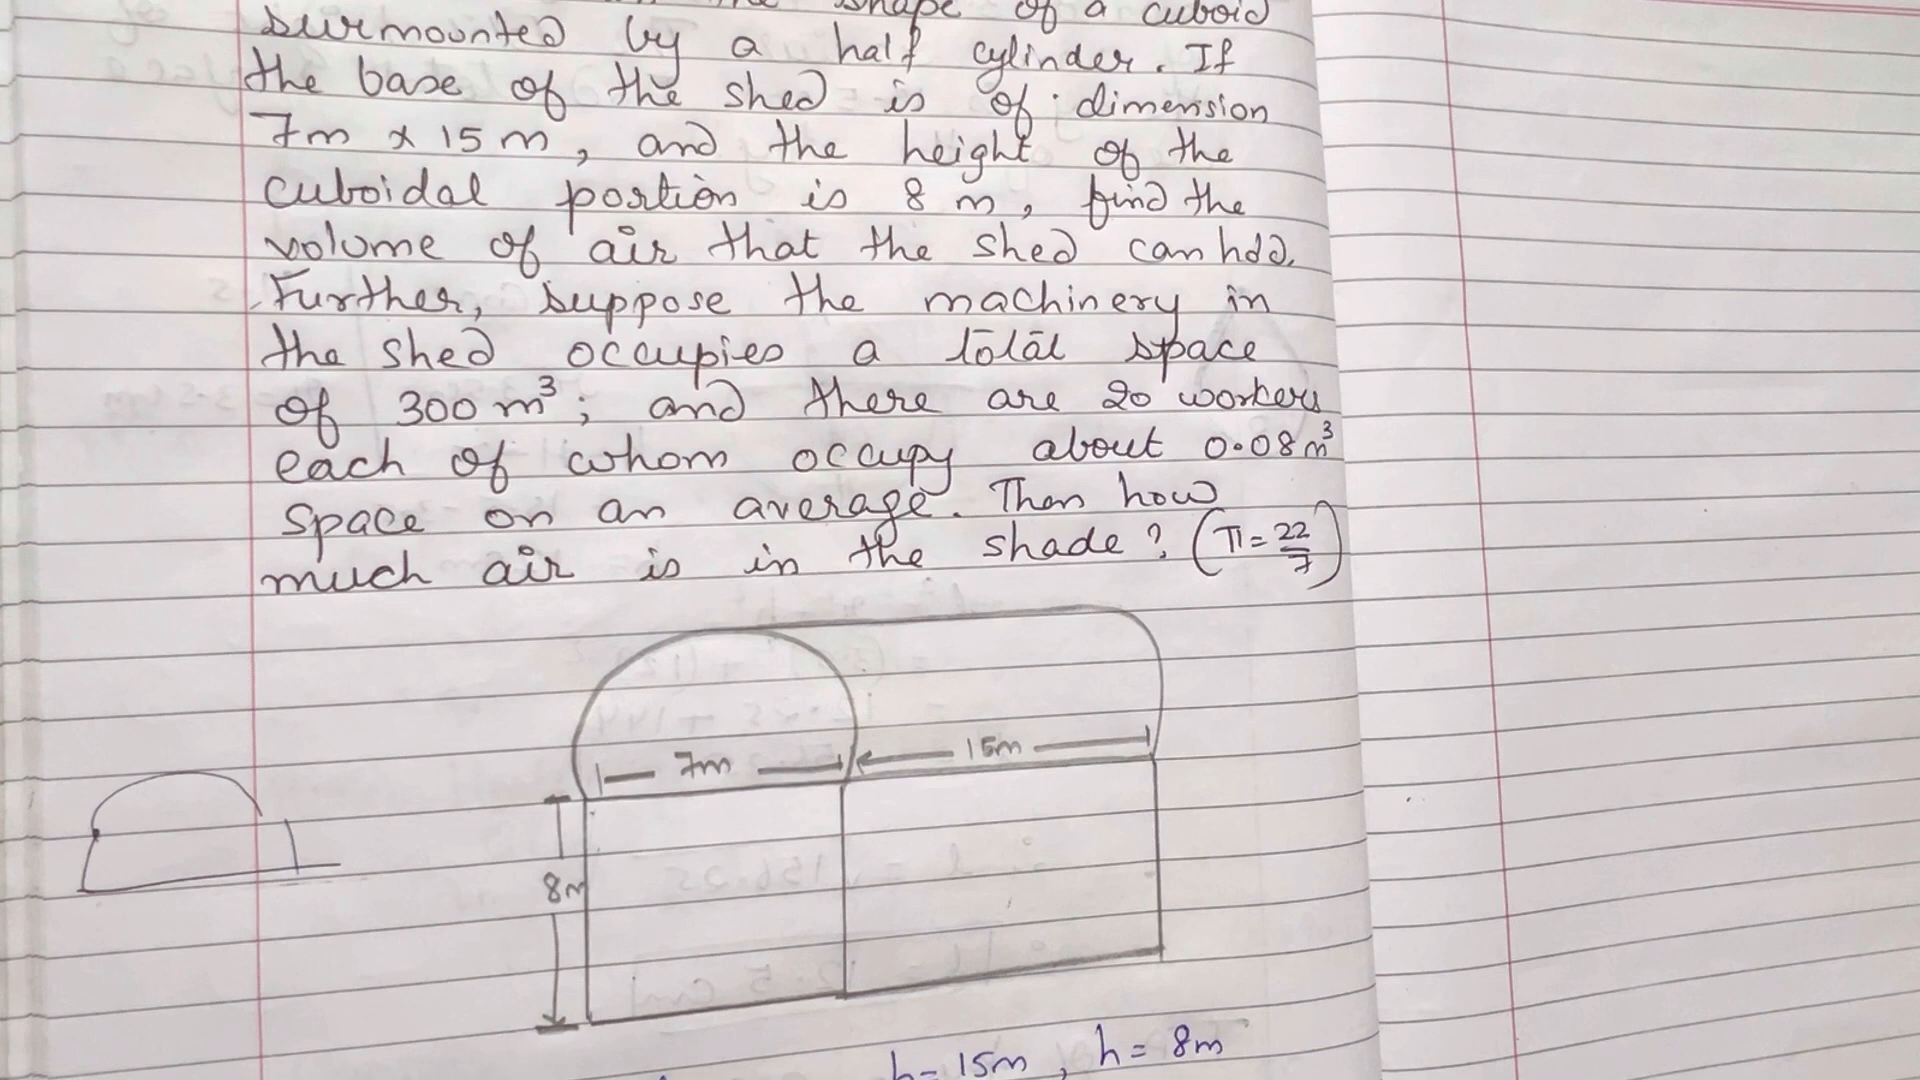 the shape of a cuboid
surmounted by a half cylinder. If
the base of the shed is of dimension
7m x 15 m, and the height of the
cuboidal portion is 8 m, find the
volume of air that the shed can hold.
Further, suppose the machinery in
the shed occupies a total space
of 300 m³; and there are 20 workers
each of whom occupy about 0.08 m³
space on an average. Then how
much air is in the shade? (π = 22/7)
7m
15m
8m
b = 15m, h = 8m